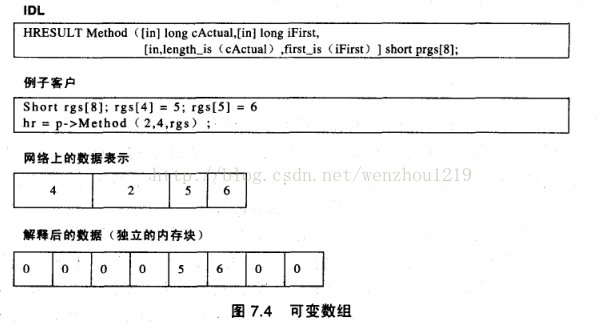 IDL
HRESULT Method（[in] long cActual,[in] long iFirst,
[in,length_is（cActual）,first_is（iFirst）] short prgs[8];
例子客户
Short rgs[8]; rgs[4] = 5; rgs[5] = 6
hr = p->Method（2,4,rgs）;
网络上的数据表示
http://blog.csdn.net/wenzhou1219
4 2 5 6
解释后的数据（独立的内存块）
0 0 0 0 5 6 0 0
图 7.4 可变数组